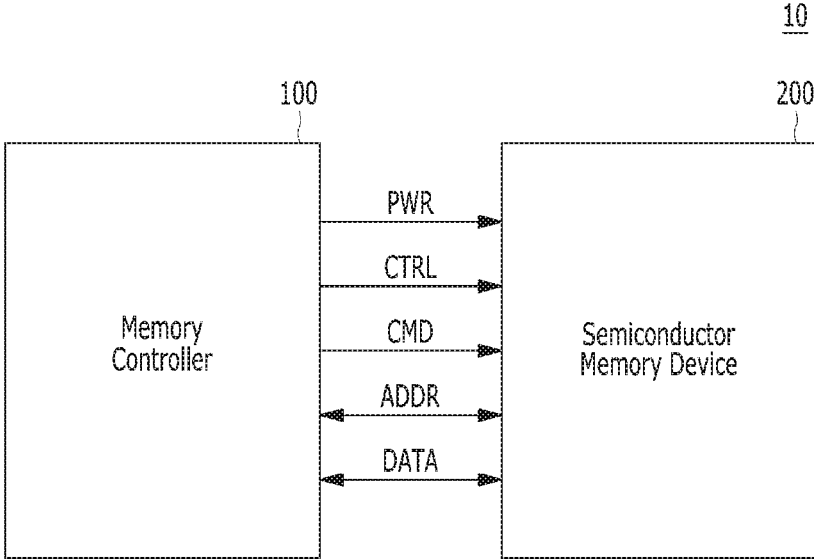 10
100
200
PWR
CTRL
CMD
ADDR
DATA
Memory
Controller
Semiconductor
Memory Device